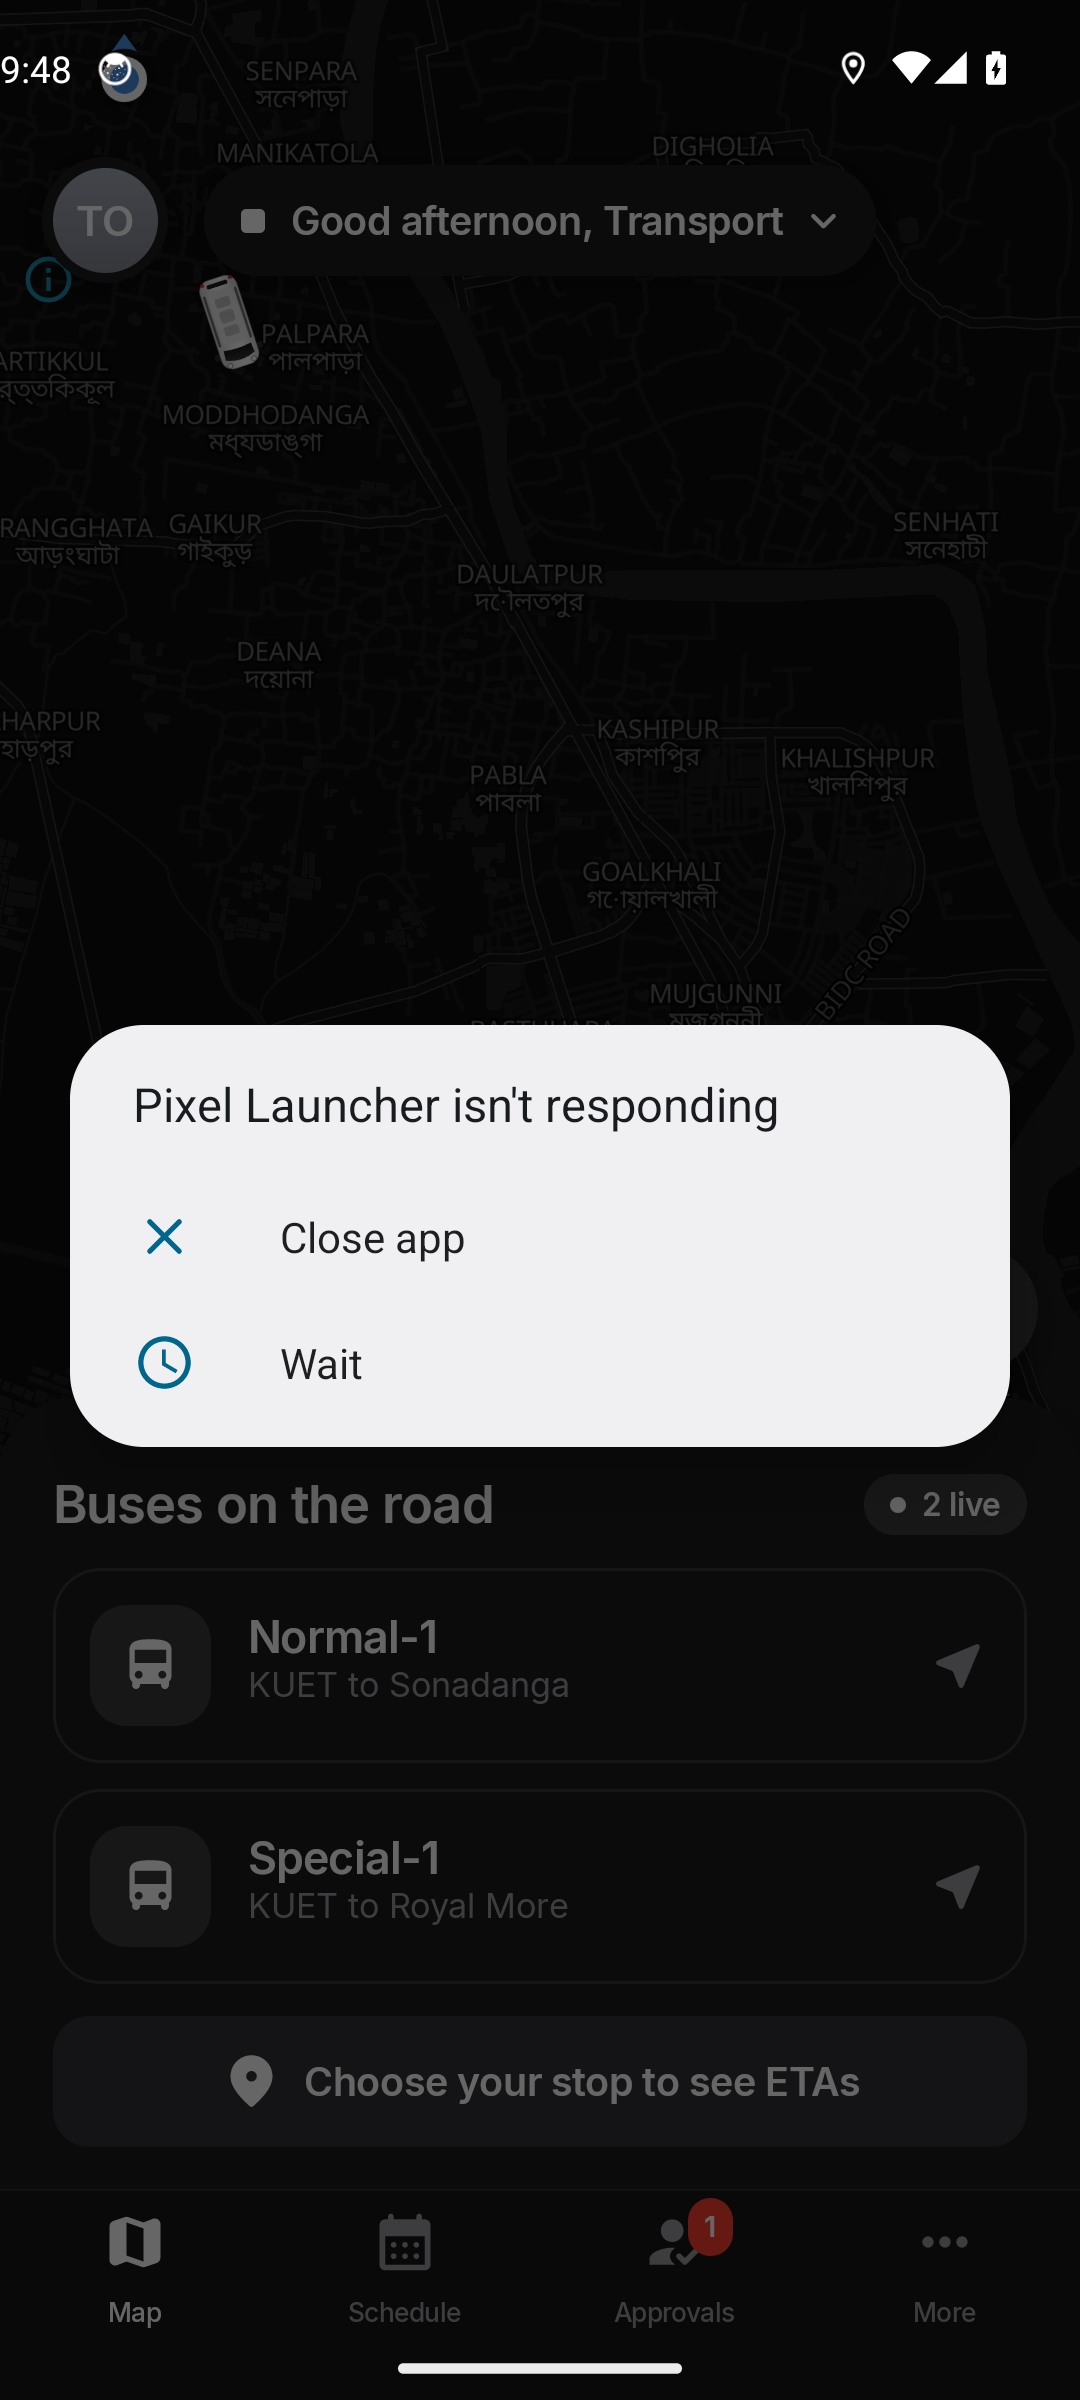 9:48
SENPARA
সেনপাড়া
MANIKATOLA
DIGHOLIA
TO
Good afternoon, Transport
PALPARA
পালপাড়া
ARTIKKUL
MODDHODANGA
মধ্যডাঙ্গা
RANGGHATA
আড়ংঘাটা
GAIKUR
গাইকুড়
SENHATI
সেনহাটী
DAULATPUR
দৌলতপুর
DEANA
দেয়ানা
HARPUR
হাড়পুর
KASHIPUR
কাশিপুর
KHALISHPUR
খালিশপুর
PABLA
পাবলা
GOALKHALI
গোয়ালখালী
BIDC ROAD
MUJGUNNI
Pixel Launcher isn't responding
Close app
Wait
Buses on the road
2 live
Normal-1
KUET to Sonadanga
Special-1
KUET to Royal More
Choose your stop to see ETAs
1
Map
Schedule
Approvals
More